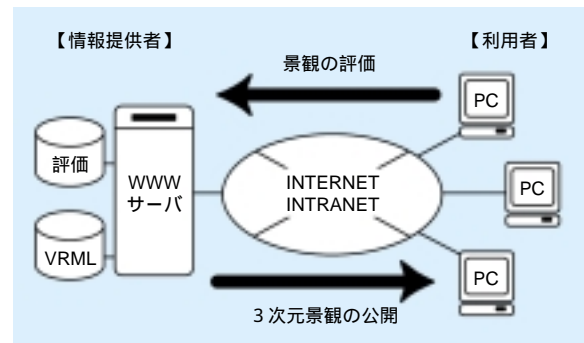 【情報提供者】
【利用者】
景観の評価
PC
評価
WWW
サーバ
INTERNET
INTRANET
PC
VRML
PC
3次元景観の公開